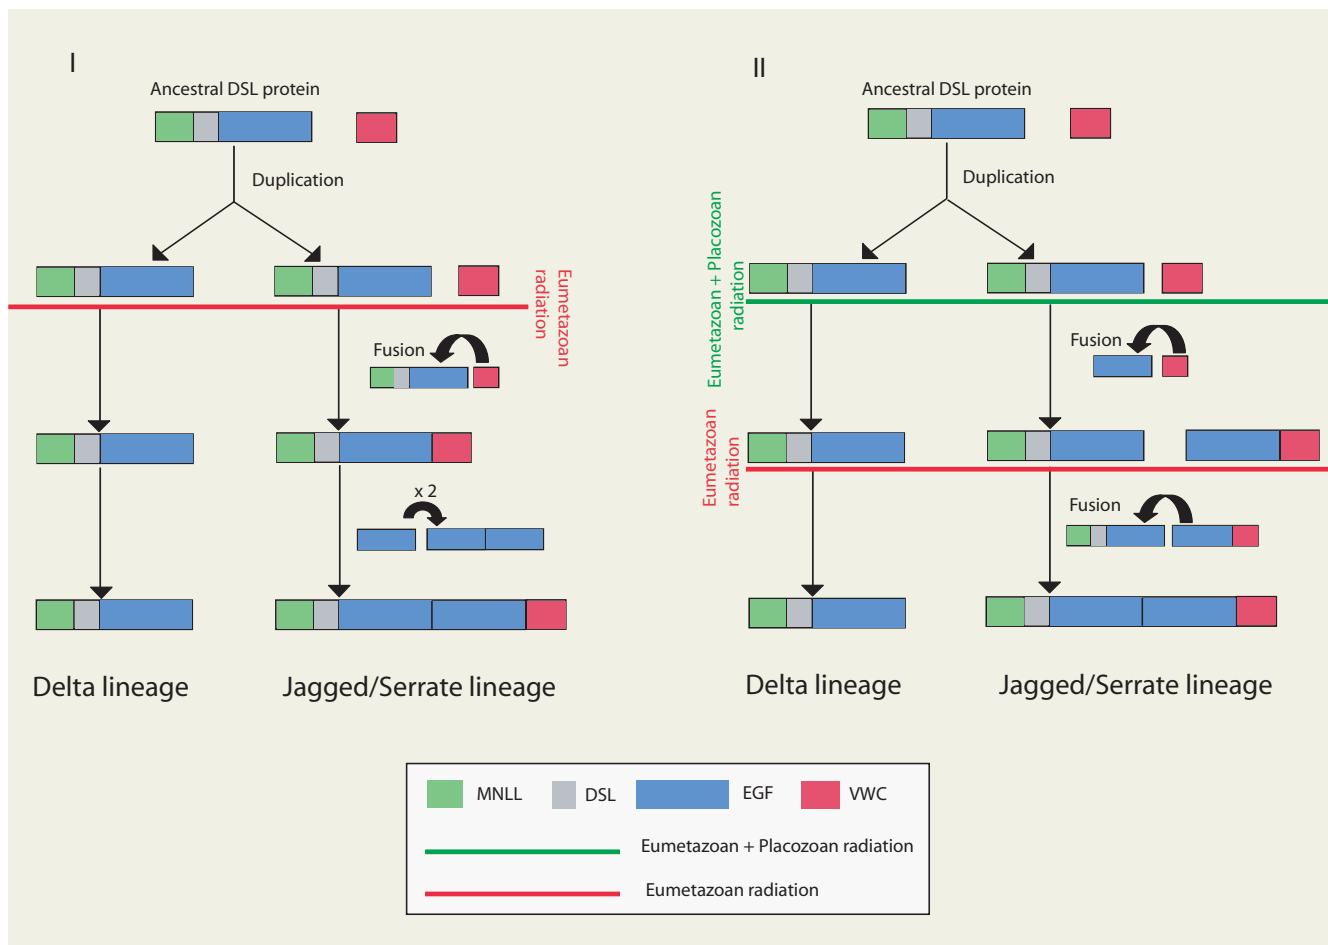 I
Ancestral DSL protein
Duplication
Eumetazoan
radiation
Fusion
x 2
Delta lineage
Jagged/Serrate lineage
II
Ancestral DSL protein
Duplication
Eumetazoan + Placozoan
radiation
Fusion
Eumetazoan
radiation
Fusion
Delta lineage
Jagged/Serrate lineage
MNLL
DSL
EGF
VWC
Eumetazoan + Placozoan radiation
Eumetazoan radiation